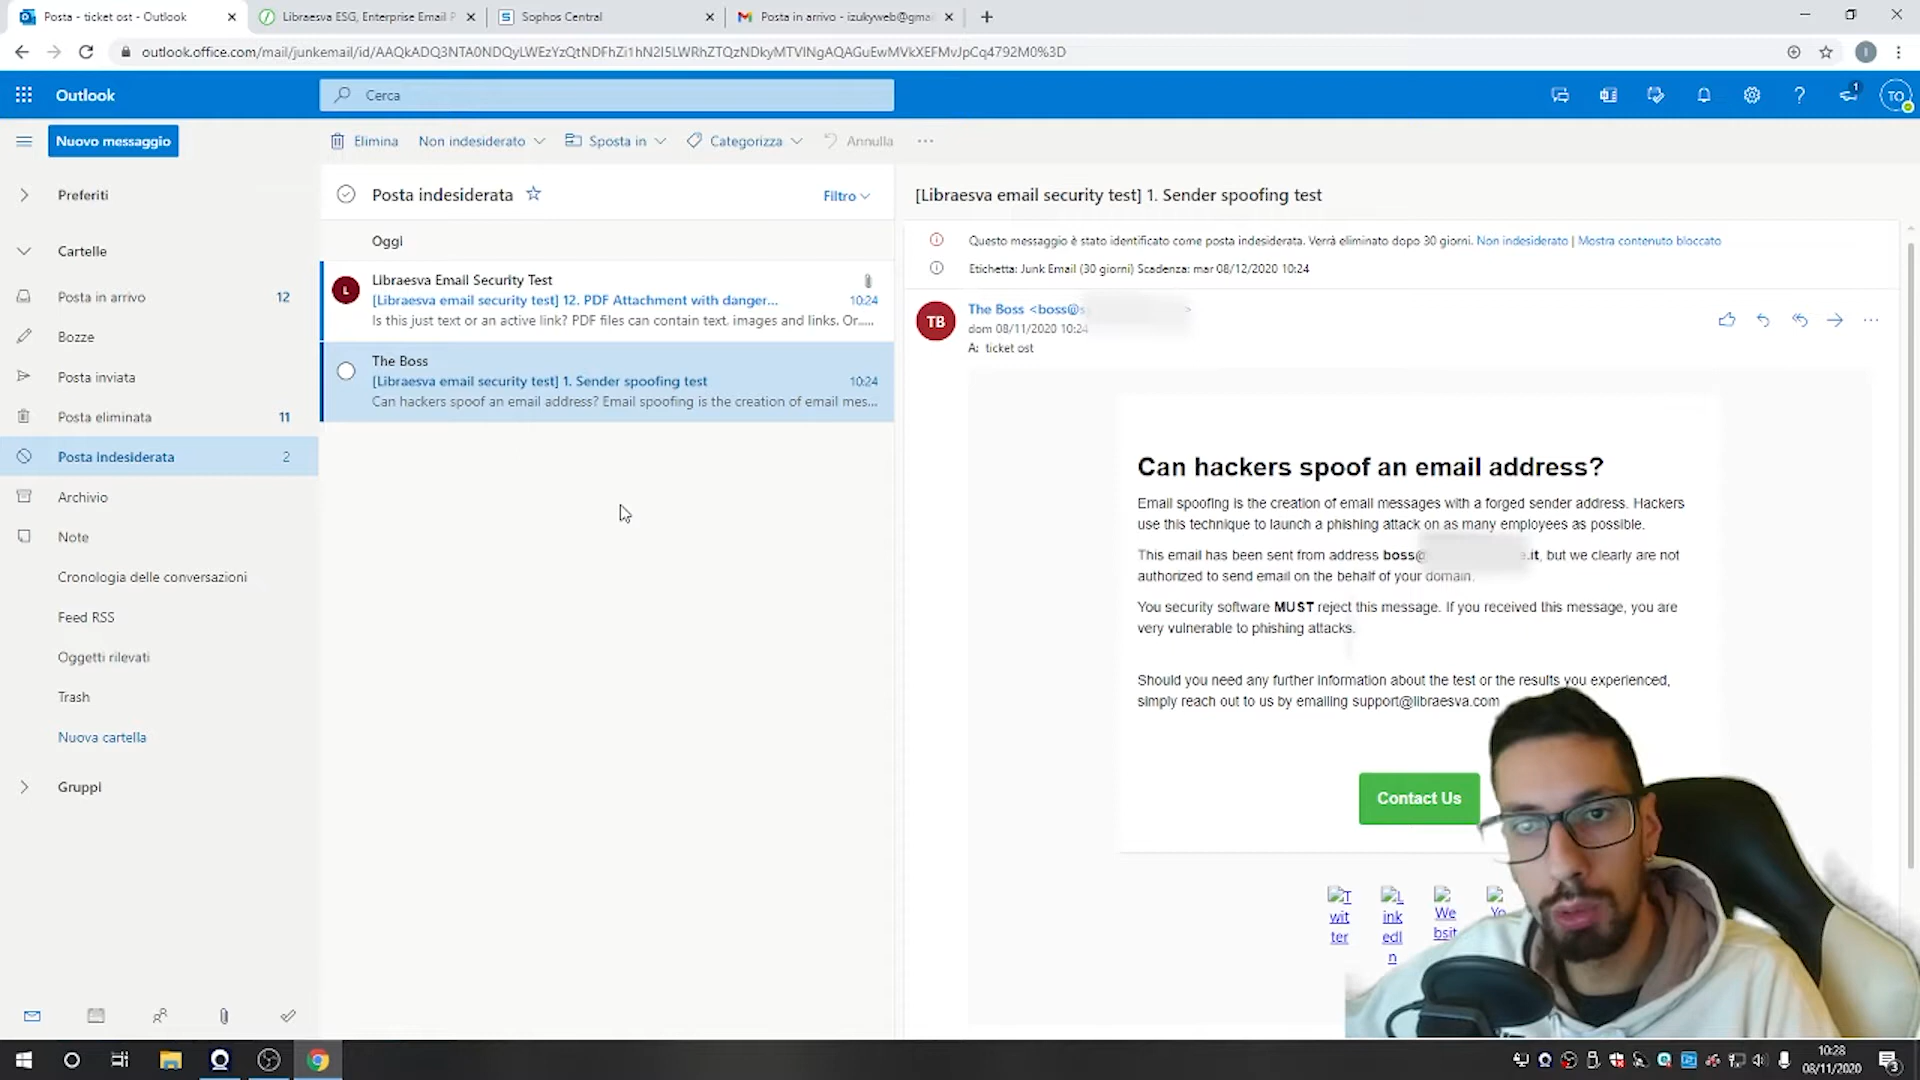 Posta - ticket ost - Outlook
Libraesva ESG, Enterprise Email P
Sophos Central
Posta in arrivo - izukyweb@gmai
outlook.office.com/mail/junkemail/id/AAQkADQ3NTA0NDQyLWEzYzQtNDFhZi1hN2I5LWRhZTQzNDkyMTVINgAQAGuEwMVkXEFMvJpCq4792M0%3D
I
Outlook
Cerca
1
TO
Nuovo messaggio
Elimina
Non indesiderato
Sposta in
Categorizza
Annulla
Preferiti
Cartelle
Posta in arrivo 12
Bozze
Posta inviata
Posta eliminata 11
Posta indesiderata 2
Archivio
Note
Cronologia delle conversazioni
Feed RSS
Oggetti rilevati
Trash
Nuova cartella
Gruppi
Posta indesiderata
Filtro
Oggi
L
Libraesva Email Security Test
[Libraesva email security test] 12. PDF Attachment with danger... 10:24
Is this just text or an active link? PDF files can contain text, images and links. Or.....
The Boss
[Libraesva email security test] 1. Sender spoofing test 10:24
Can hackers spoof an email address? Email spoofing is the creation of email mes...
[Libraesva email security test] 1. Sender spoofing test
Questo messaggio è stato identificato come posta indesiderata. Verrà eliminato dopo 30 giorni. Non indesiderato | Mostra contenuto bloccato
Etichetta: Junk Email (30 giorni) Scadenza: mar 08/12/2020 10:24
TB
The Boss <boss@s >
dom 08/11/2020 10:24
A: ticket ost
Can hackers spoof an email address?
Email spoofing is the creation of email messages with a forged sender address. Hackers
use this technique to launch a phishing attack on as many employees as possible.
This email has been sent from address boss@ e.it, but we clearly are not
authorized to send email on the behalf of your domain.
You security software MUST reject this message. If you received this message, you are
very vulnerable to phishing attacks.
Should you need any further information about the test or the results you experienced,
simply reach out to us by emailing support@libraesva.com
Contact Us
T
wit
ter
L
ink
edI
n
We
bsit
Yo
10:28
08/11/2020
3